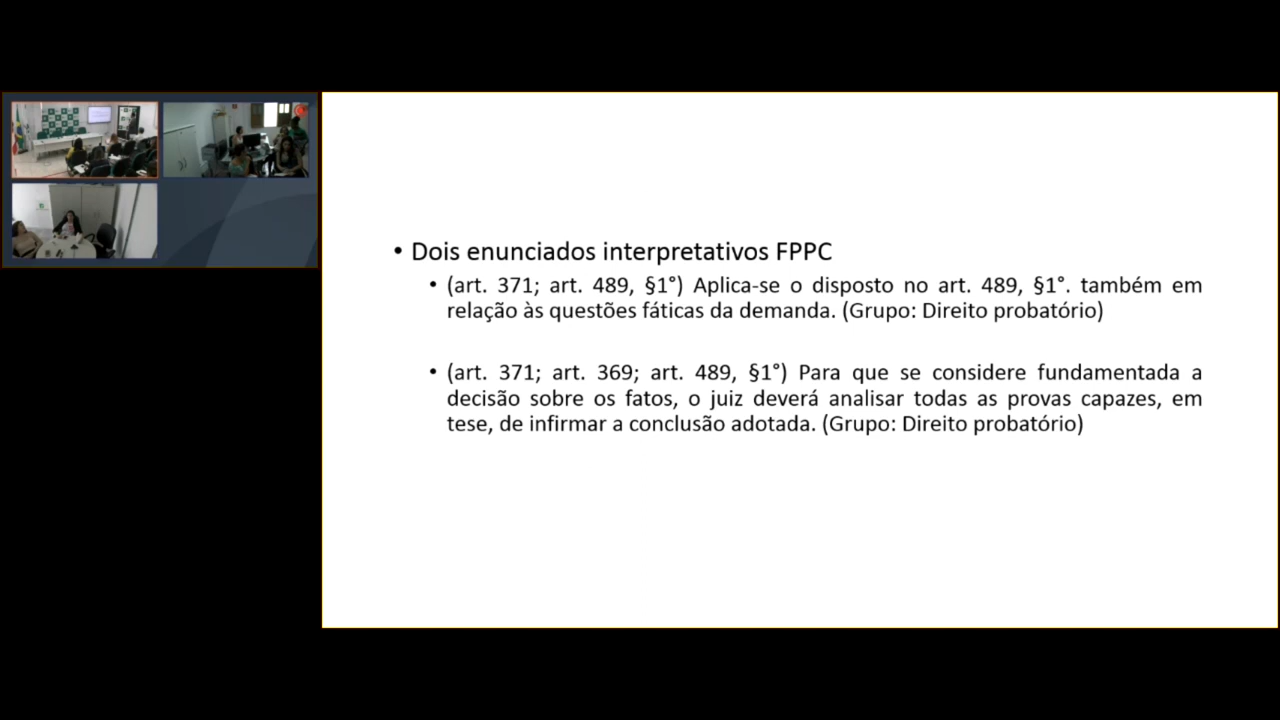 • Dois enunciados interpretativos FPPC
• (art. 371; art. 489, §1°) Aplica-se o disposto no art. 489, §1°. também em
relação às questões fáticas da demanda. (Grupo: Direito probatório)
• (art. 371; art. 369; art. 489, §1°) Para que se considere fundamentada a
decisão sobre os fatos, o juiz deverá analisar todas as provas capazes, em
tese, de infirmar a conclusão adotada. (Grupo: Direito probatório)